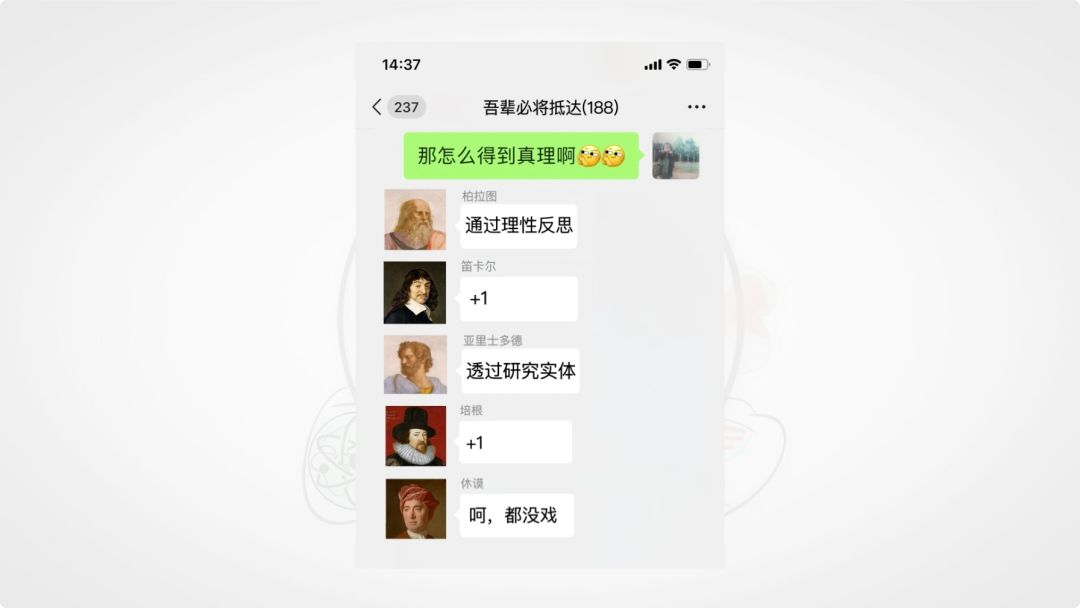 14:37
237
吾辈必将抵达(188)
那怎么得到真理啊🤔🤔
柏拉图
通过理性反思
笛卡尔
+1
亚里士多德
透过研究实体
培根
+1
休谟
呵，都没戏